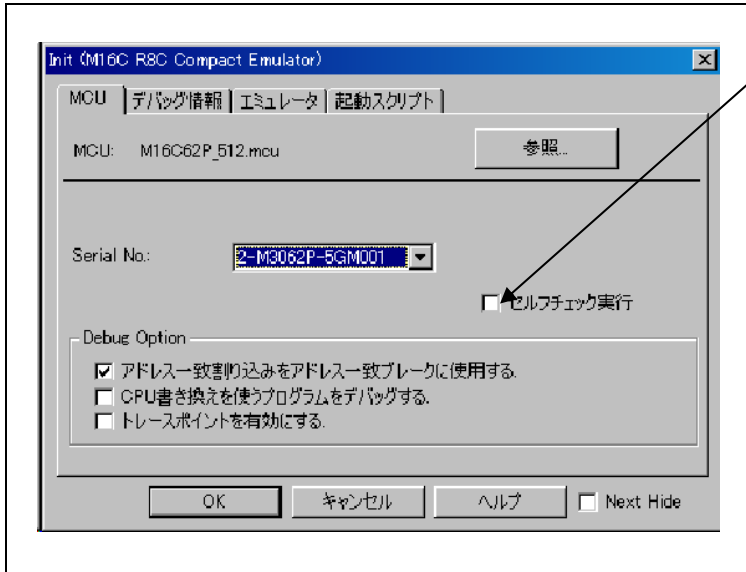 Init (M16C R8C Compact Emulator)
MCU デバッグ情報 エミュレータ 起動スクリプト
MCU: M16C62P_512.mcu 参照...
Serial No.: 2-M3062P-5GM001
セルフチェック実行
Debug Option
アドレス一致割り込みをアドレス一致ブレークに使用する.
CPU書き換えを使うプログラムをデバッグする.
トレースポイントを有効にする.
OK キャンセル ヘルプ Next Hide